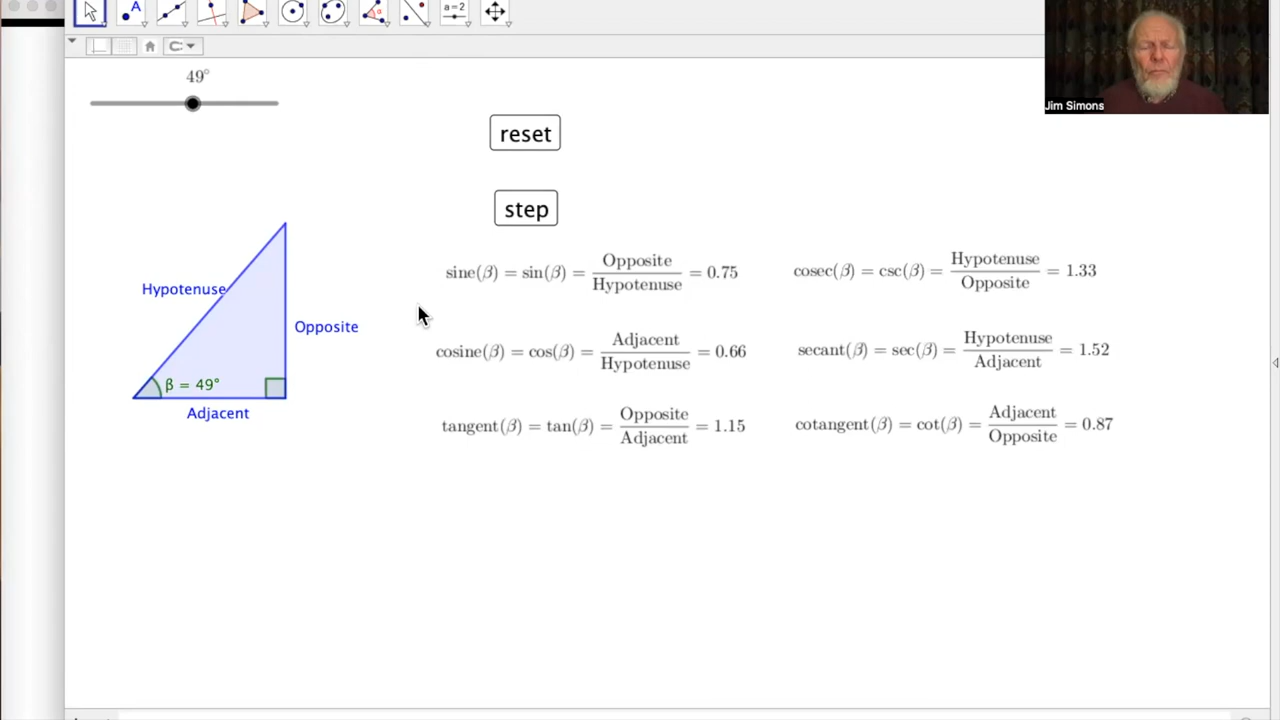 A
a=2
49°
Jim Simons
reset
step
sine(β) = sin(β) = Opposite/Hypotenuse = 0.75
cosec(β) = csc(β) = Hypotenuse/Opposite = 1.33
Hypotenuse
Opposite
cosine(β) = cos(β) = Adjacent/Hypotenuse = 0.66
secant(β) = sec(β) = Hypotenuse/Adjacent = 1.52
β = 49°
Adjacent
tangent(β) = tan(β) = Opposite/Adjacent = 1.15
cotangent(β) = cot(β) = Adjacent/Opposite = 0.87